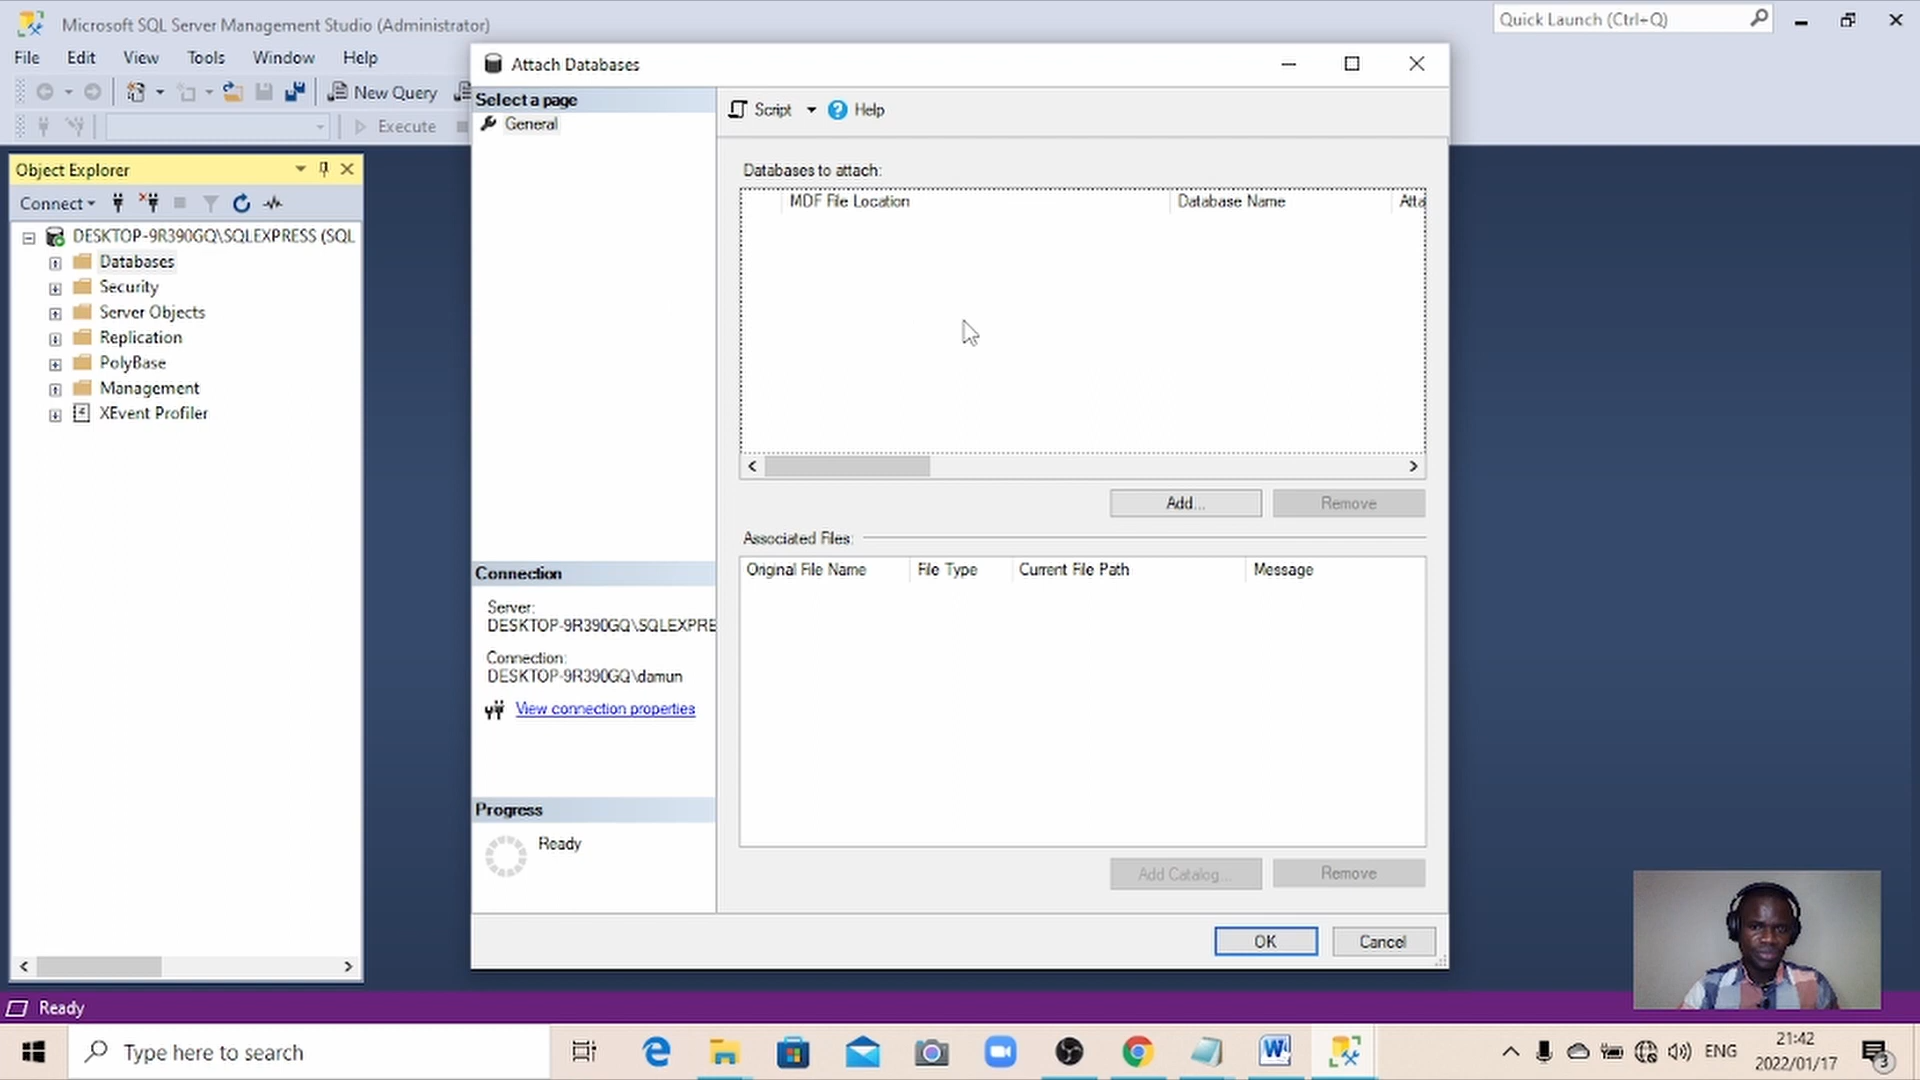 Microsoft SQL Server Management Studio (Administrator)
Quick Launch (Ctrl+Q)
File Edit View Tools Window Help
New Query
Execute
Object Explorer
Connect
DESKTOP-9R390GQ\SQLEXPRESS (SQL
Databases
Security
Server Objects
Replication
PolyBase
Management
XEvent Profiler
Attach Databases
Select a page
General
Script Help
Databases to attach:
MDF File Location Database Name Atta
Add... Remove
Associated Files:
Original File Name File Type Current File Path Message
Connection
Server:
DESKTOP-9R390GQ\SQLEXPRE
Connection:
DESKTOP-9R390GQ\damun
View connection properties
Progress
Ready
Add Catalog... Remove
OK Cancel
Ready
Type here to search
ENG
21:42
2022/01/17
3